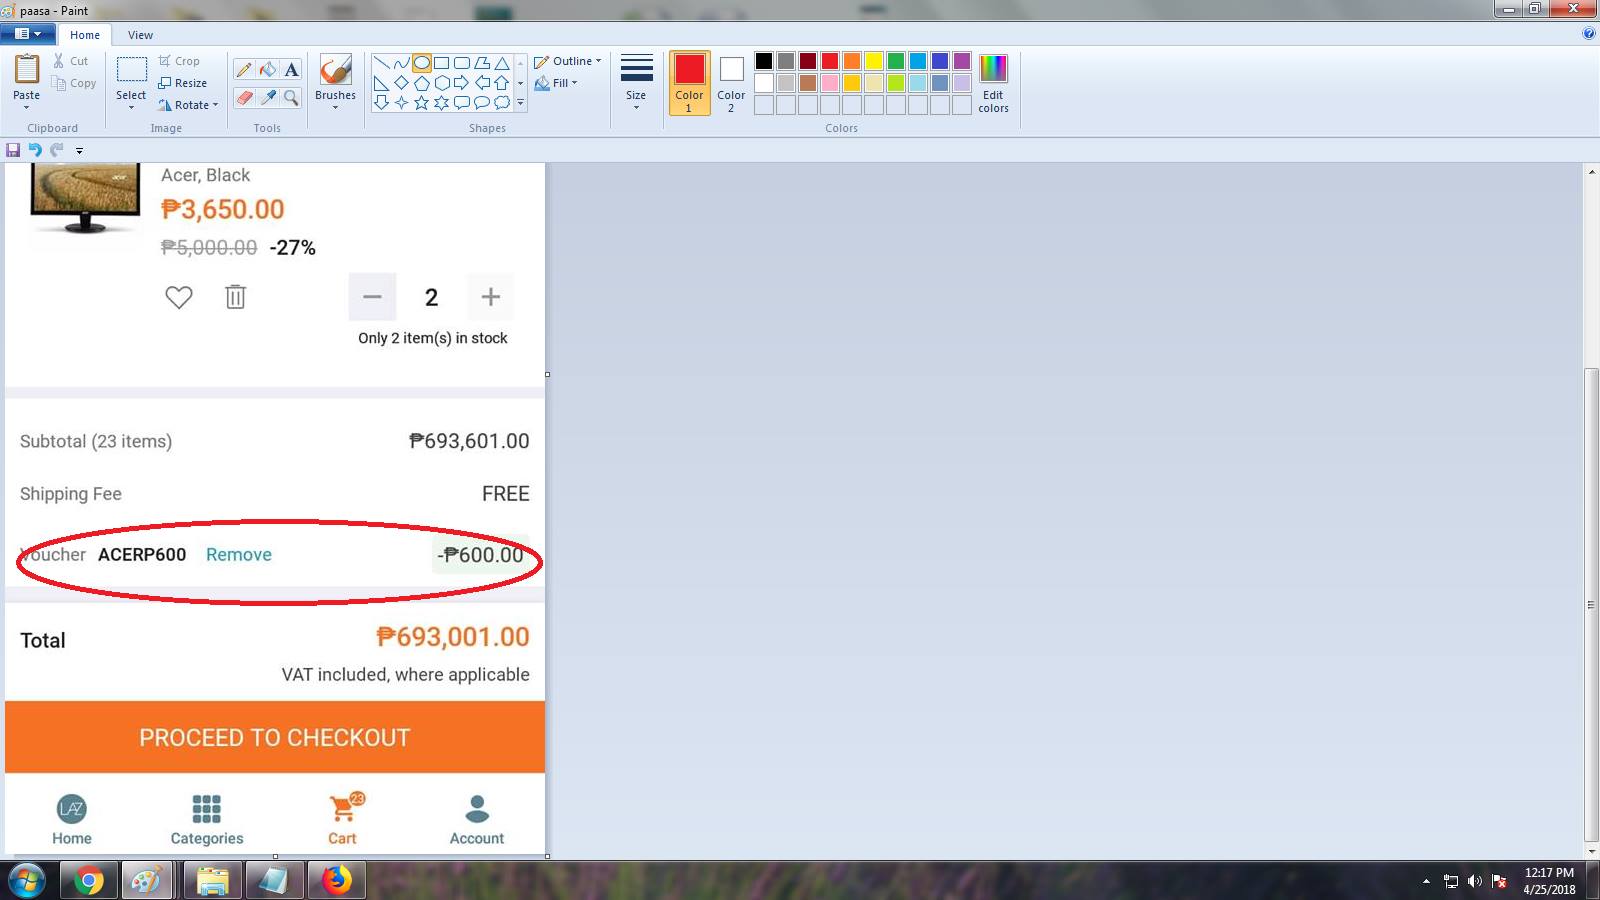 paasa - Paint
Home View
Paste
Cut
Copy
Clipboard
Select
Crop
Resize
Rotate
Image
A
Tools
Brushes
Shapes
Outline
Fill
Size
Color 1
Color 2
Edit colors
Colors
acer
Acer, Black
₱3,650.00
₱5,000.00 -27%
2
Only 2 item(s) in stock
Subtotal (23 items) ₱693,601.00
Shipping Fee FREE
Voucher ACERP600 Remove -₱600.00
Total ₱693,001.00
VAT included, where applicable
PROCEED TO CHECKOUT
LAZ
23
Home Categories Cart Account
12:17 PM
4/25/2018